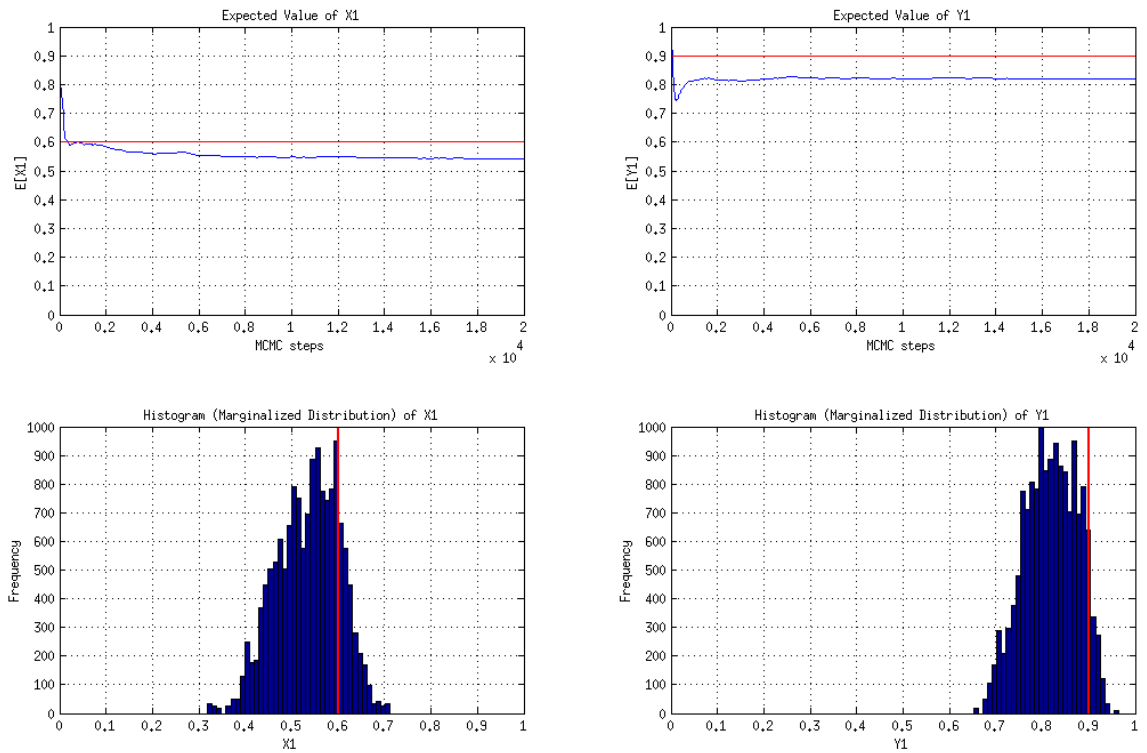 Expected Value of X1
1
0.9
0.8
0.7
0.6
0.5
0.4
0.3
0.2
0.1
0
E[X1]
0 0.2 0.4 0.6 0.8 1 1.2 1.4 1.6 1.8 2
MCMC steps
x 10 4
Expected Value of Y1
1
0.9
0.8
0.7
0.6
0.5
0.4
0.3
0.2
0.1
0
E[Y1]
0 0.2 0.4 0.6 0.8 1 1.2 1.4 1.6 1.8 2
MCMC steps
x 10 4
Histogram (Marginalized Distribution) of X1
1000
900
800
700
600
500
400
300
200
100
0
Frequency
0 0.1 0.2 0.3 0.4 0.5 0.6 0.7 0.8 0.9 1
X1
Histogram (Marginalized Distribution) of Y1
1000
900
800
700
600
500
400
300
200
100
0
Frequency
0 0.1 0.2 0.3 0.4 0.5 0.6 0.7 0.8 0.9 1
Y1